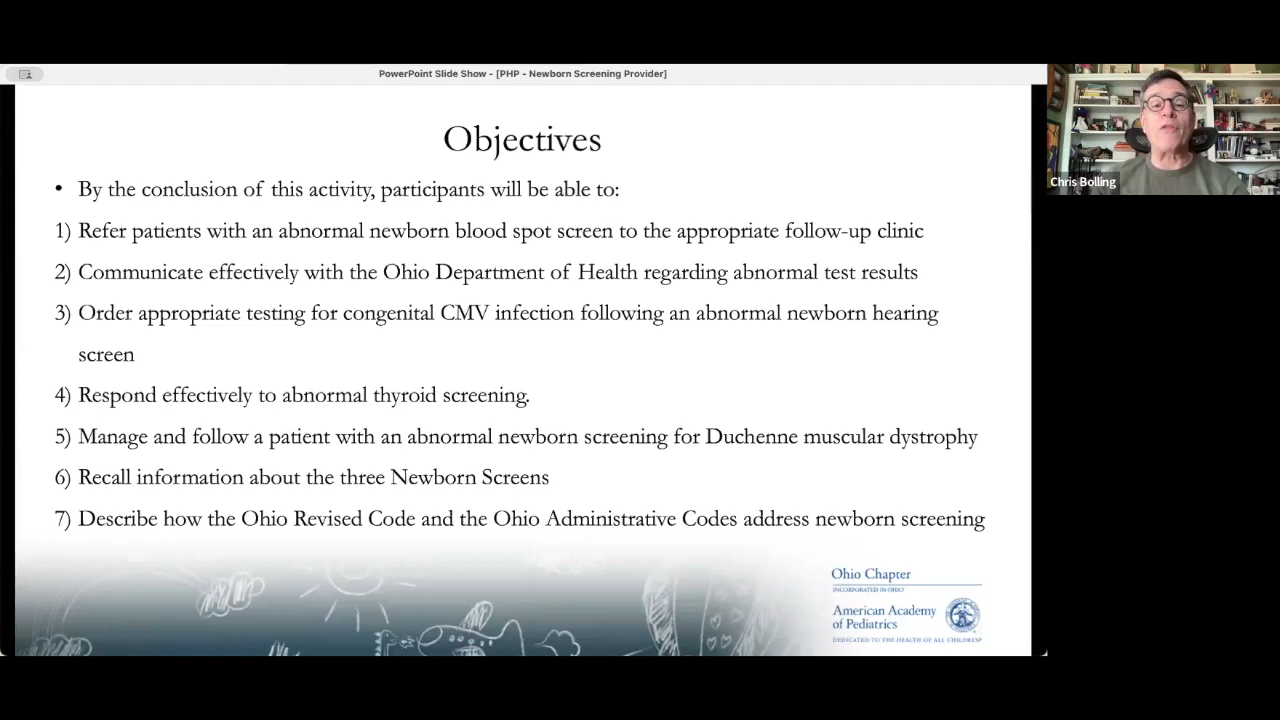 PowerPoint Slide Show - [PHP - Newborn Screening Provider]
Chris Bolling
Objectives
• By the conclusion of this activity, participants will be able to:
1) Refer patients with an abnormal newborn blood spot screen to the appropriate follow-up clinic
2) Communicate effectively with the Ohio Department of Health regarding abnormal test results
3) Order appropriate testing for congenital CMV infection following an abnormal newborn hearing
screen
4) Respond effectively to abnormal thyroid screening.
5) Manage and follow a patient with an abnormal newborn screening for Duchenne muscular dystrophy
6) Recall information about the three Newborn Screens
7) Describe how the Ohio Revised Code and the Ohio Administrative Codes address newborn screening
Ohio Chapter
INCORPORATED IN OHIO
American Academy
of Pediatrics
DEDICATED TO THE HEALTH OF ALL CHILDREN®